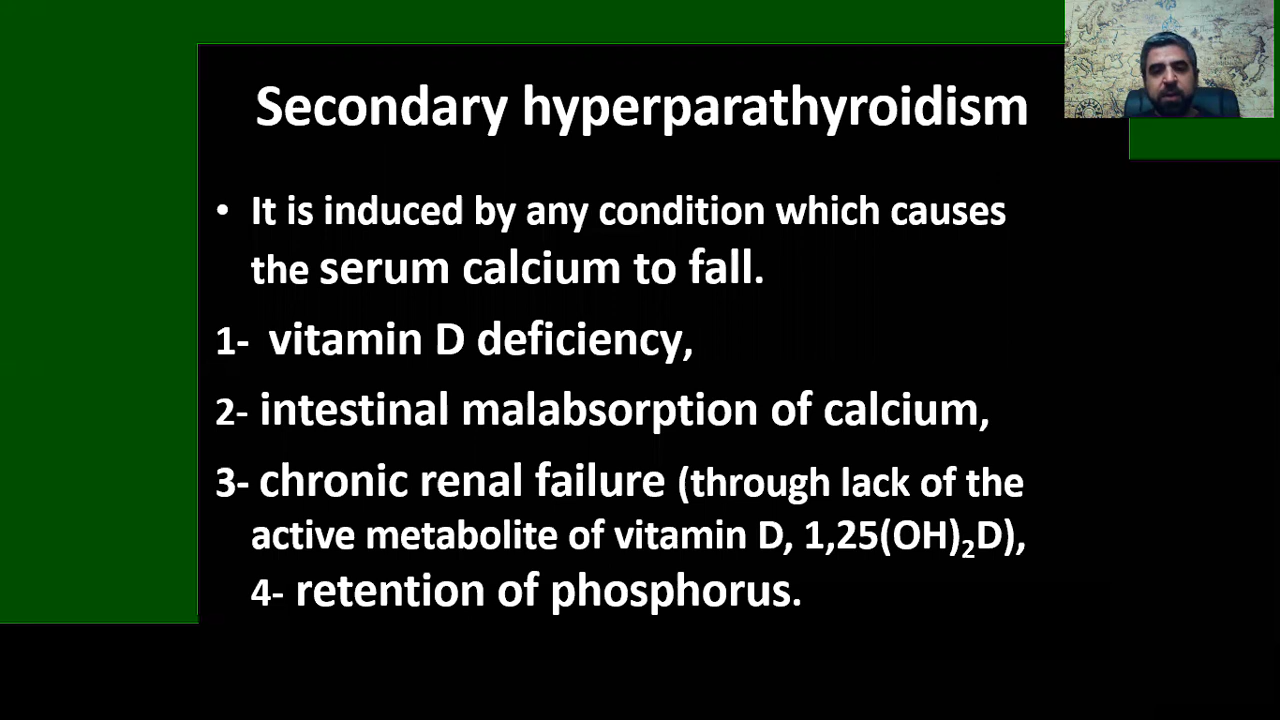 Secondary hyperparathyroidism
• It is induced by any condition which causes
the serum calcium to fall.
1- vitamin D deficiency,
2- intestinal malabsorption of calcium,
3- chronic renal failure (through lack of the
active metabolite of vitamin D, 1,25(OH)₂D),
4- retention of phosphorus.